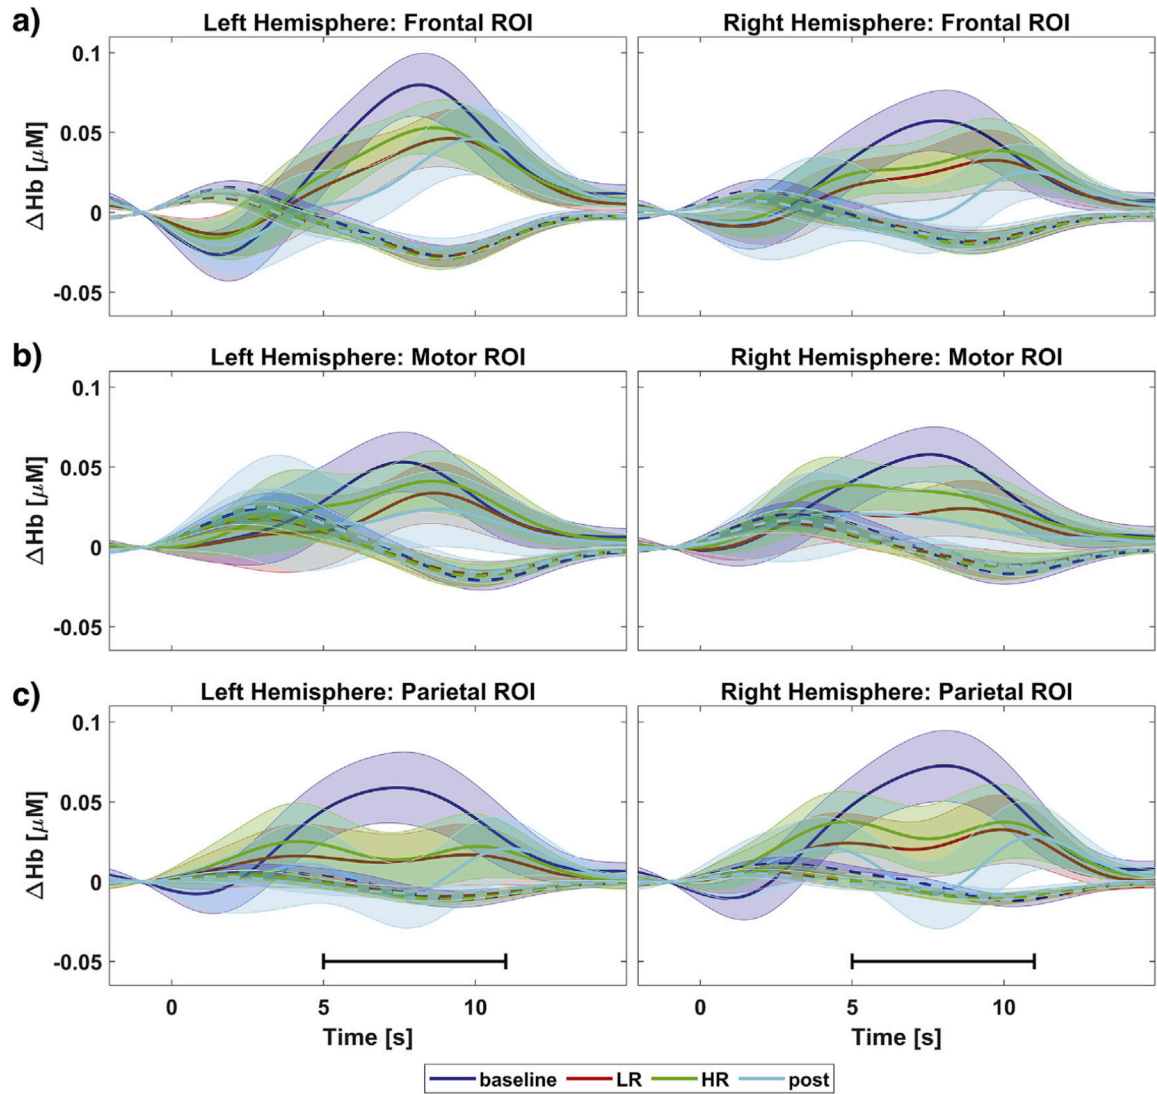 a)
Left Hemisphere: Frontal ROI
Right Hemisphere: Frontal ROI
0.1
0.05
0
-0.05
ΔHb [μM]
b)
Left Hemisphere: Motor ROI
Right Hemisphere: Motor ROI
0.1
0.05
0
-0.05
ΔHb [μM]
c)
Left Hemisphere: Parietal ROI
Right Hemisphere: Parietal ROI
0.1
0.05
0
-0.05
ΔHb [μM]
0 5 10
0 5 10
Time [s]
Time [s]
baseline LR HR post